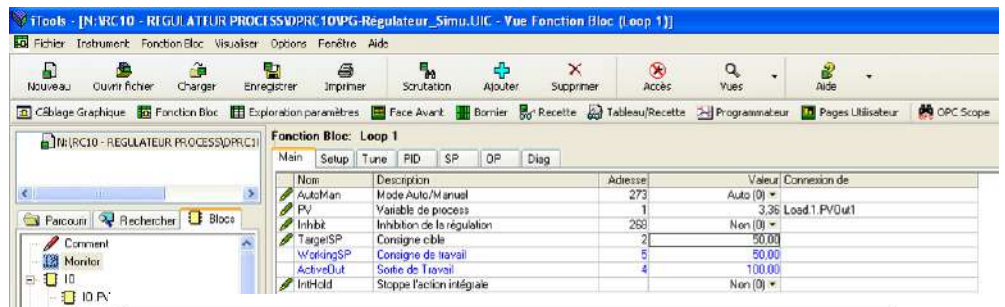 iTools - [N:\RC10 - REGULATEUR PROCESS\DPRC10\PG-Régulateur_Simu.UIC - Vue Fonction Bloc (Loop 1)]
Fichier Instrument Fonction Bloc Visualiser Options Fenêtre Aide
Nouveau Ouvrir fichier Charger Enregistrer Imprimer Scrutation Ajouter Supprimer Accès Vues Aide
Câblage Graphique Fonction Bloc Exploration paramètres Face Avant Bornier Recette Tableau/Recette Programmateur Pages Utilisateur OPC Scope
N:\RC10 - REGULATEUR PROCESS\DPRC1
Fonction Bloc: Loop 1
Main Setup Tune PID SP OP Diag
Nom Description Adresse Valeur Connexion de
AutoMan Mode Auto/Manuel 273 Auto (0)
PV Variable de process 1 3,36 Load.1.PVOut1
Inhibit Inhibition de la régulation 268 Non (0)
TargetSP Consigne cible 2 50,00
WorkingSP Consigne de travail 5 50,00
ActiveOut Sortie de Travail 4 100,00
IntHold Stoppe l'action intégrale Non (0)
Parcourir Rechercher Blocs
Comment
Monitor
IO